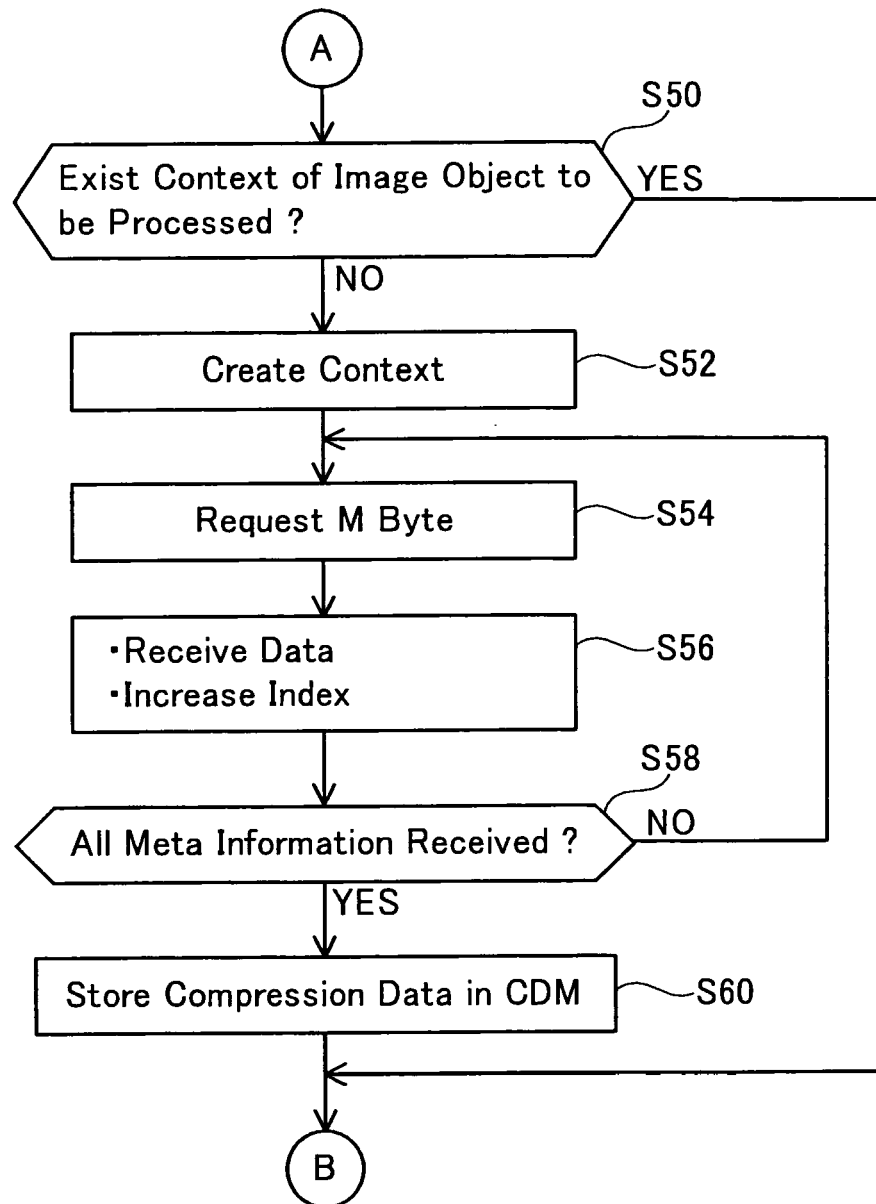 A
S50
Exist Context of Image Object to
be Processed ?
YES
NO
Create Context
S52
Request M Byte
S54
・Receive Data
・Increase Index
S56
S58
All Meta Information Received ?
NO
YES
Store Compression Data in CDM
S60
B